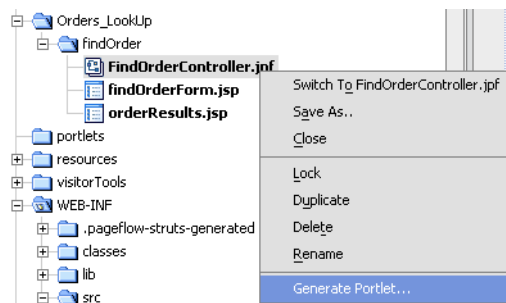 Orders_LookUp
findOrder
FindOrderController.jpf
findOrderForm.jsp
orderResults.jsp
portlets
resources
visitorTools
WEB-INF
.pageflow-struts-generated
classes
lib
src
Switch To FindOrderController.jpf
Save As..
Close
Lock
Duplicate
Delete
Rename
Generate Portlet...